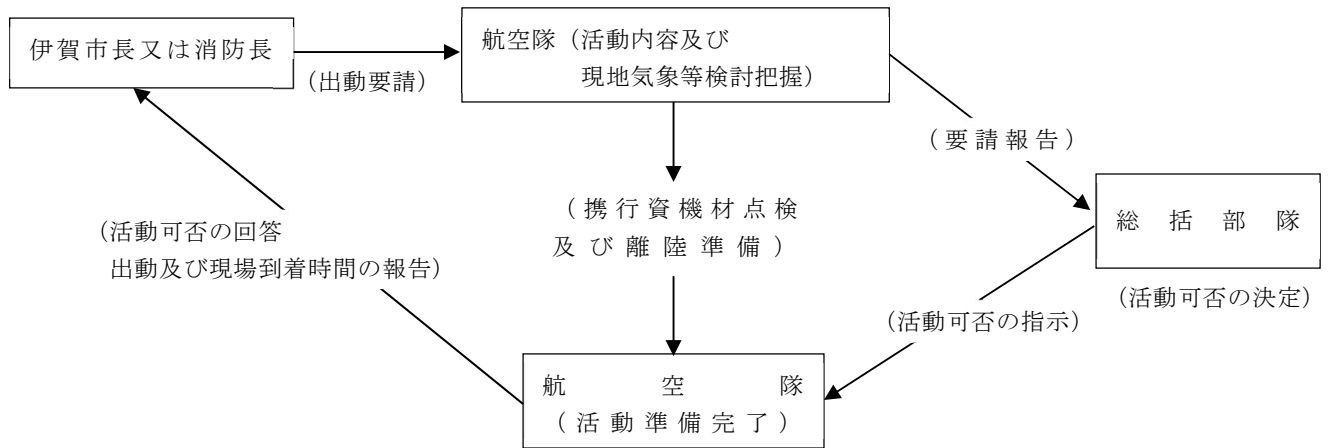 伊賀市長又は消防長
(出動要請)
航空隊（活動内容及び
現地気象等検討把握）
(要請報告)
(携行資機材点検
及び離陸準備)
総括部隊
(活動可否の決定)
(活動可否の回答
出動及び現場到着時間の報告)
(活動可否の指示)
航空隊
(活動準備完了)